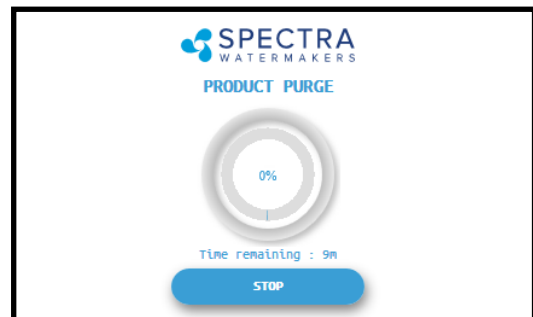 SPECTRA
WATERMAKERS
PRODUCT PURGE
0%
Time remaining : 9m
STOP